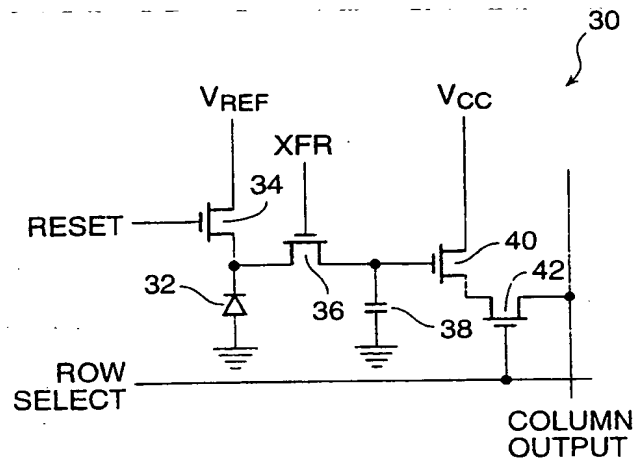 30
VREF
VCC
XFR
RESET
34
40
42
32
36
38
ROW
SELECT
COLUMN
OUTPUT